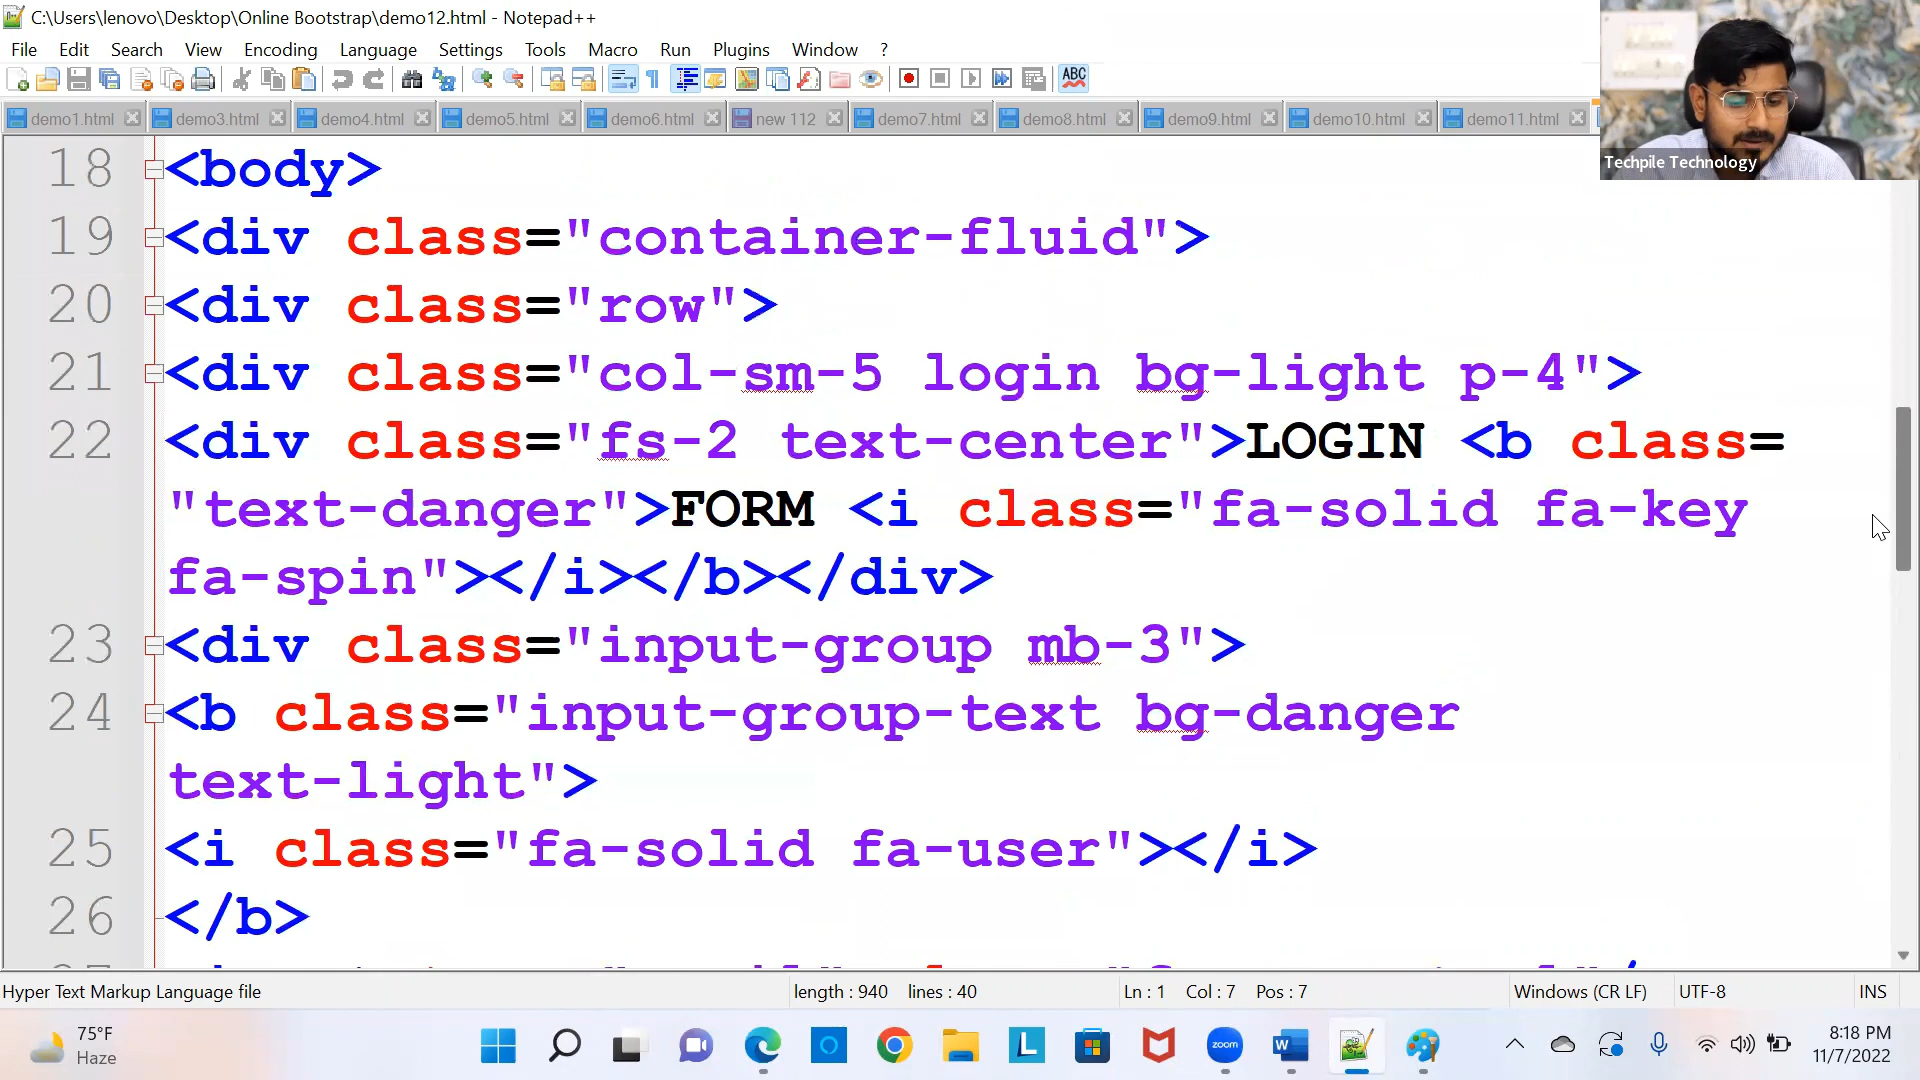 C:\Users\lenovo\Desktop\Online Bootstrap\demo12.html - Notepad++
File Edit Search View Encoding Language Settings Tools Macro Run Plugins Window ?
ABC
demo1.html demo3.html demo4.html demo5.html demo6.html new 112 demo7.html demo8.html demo9.html demo10.html demo11.html
Techpile Technology
18 <body>
19 <div class="container-fluid">
20 <div class="row">
21 <div class="col-sm-5 login bg-light p-4">
22 <div class="fs-2 text-center">LOGIN <b class=
"text-danger">FORM <i class="fa-solid fa-key
fa-spin"></i></b></div>
23 <div class="input-group mb-3">
24 <b class="input-group-text bg-danger
text-light">
25 <i class="fa-solid fa-user"></i>
26 </b>
Hyper Text Markup Language file length : 940 lines : 40 Ln : 1 Col : 7 Pos : 7 Windows (CR LF) UTF-8 INS
75°F
Haze
L
zoom
W
8:18 PM
11/7/2022